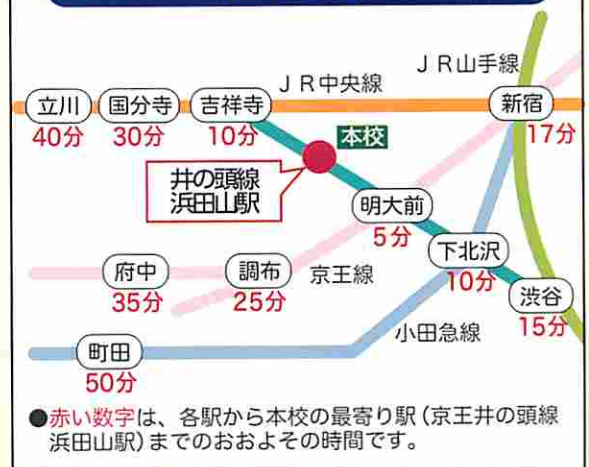 JR山手線
JR中央線
立川
国分寺
吉祥寺
新宿
40分
30分
10分
17分
本校
井の頭線
浜田山駅
明大前
5分
下北沢
10分
府中
調布
京王線
35分
25分
渋谷
15分
小田急線
町田
50分
●赤い数字は、各駅から本校の最寄り駅(京王井の頭線
浜田山駅)までのおおよその時間です。